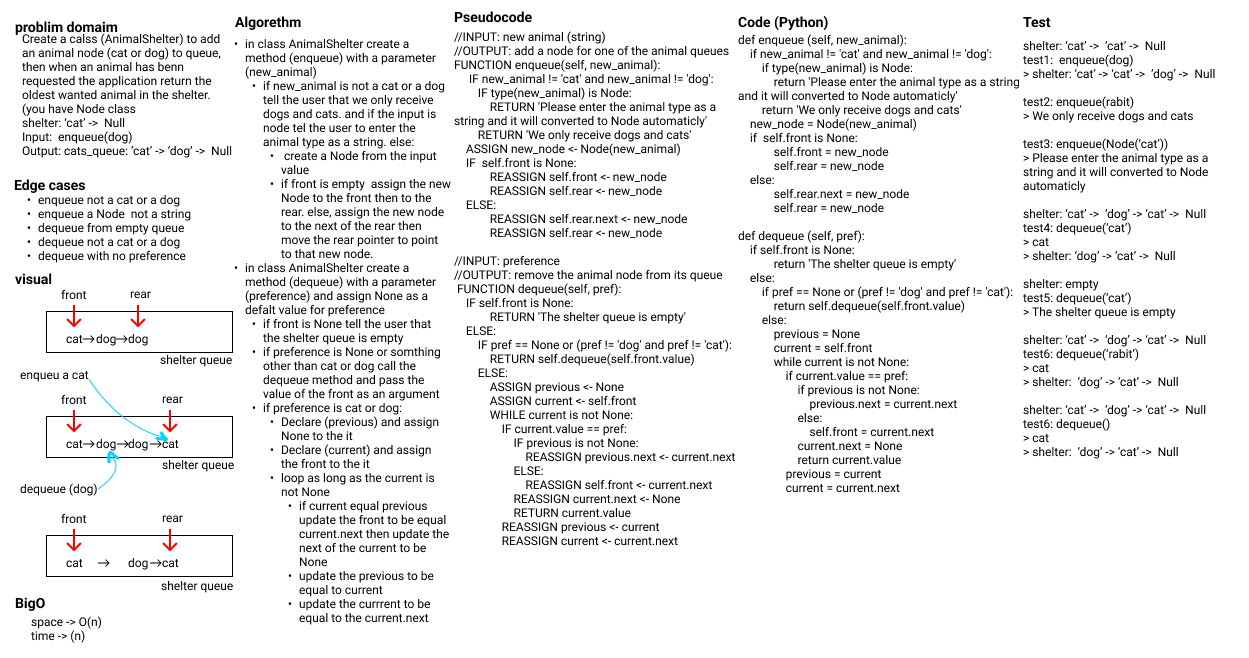 problim domaim
Create a calss (AnimalShelter) to add
an animal node (cat or dog) to queue,
then when an animal has benn
requested the application return the
oldest wanted animal in the shelter.
(you have Node class
shelter: ‘cat’ -> Null
Input: enqueue(dog)
Output: cats_queue: ‘cat’ -> ‘dog’ -> Null
Edge cases
• enqueue not a cat or a dog
• enqueue a Node not a string
• dequeue from empty queue
• dequeue not a cat or a dog
• dequeue with no preference
visual
front rear
cat→dog→dog
shelter queue
enqueu a cat
front rear
cat→dog→dog→cat
shelter queue
dequeue (dog)
front rear
cat → dog→cat
shelter queue
BigO
space -> O(n)
time -> (n)
Algorethm
• in class AnimalShelter create a
method (enqueue) with a parameter
(new_animal)
• if new_animal is not a cat or a dog
tell the user that we only receive
dogs and cats. and if the input is
node tel the user to enter the
animal type as a string. else:
• create a Node from the input
value
• if front is empty assign the new
Node to the front then to the
rear. else, assign the new node
to the next of the rear then
move the rear pointer to point
to that new node.
• in class AnimalShelter create a
method (dequeue) with a parameter
(preference) and assign None as a
defalt value for preference
• if front is None tell the user that
the shelter queue is empty
• if preference is None or somthing
other than cat or dog call the
dequeue method and pass the
value of the front as an argument
• if preference is cat or dog:
• Declare (previous) and assign
None to the it
• Declare (current) and assign
the front to the it
• loop as long as the current is
not None
• if current equal previous
update the front to be equal
current.next then update the
next of the current to be
None
• update the previous to be
equal to current
• update the currrent to be
equal to the current.next
Pseudocode
//INPUT: new animal (string)
//OUTPUT: add a node for one of the animal queues
FUNCTION enqueue(self, new_animal):
IF new_animal != 'cat' and new_animal != 'dog':
IF type(new_animal) is Node:
RETURN 'Please enter the animal type as a
string and it will converted to Node automaticly'
RETURN 'We only receive dogs and cats'
ASSIGN new_node <- Node(new_animal)
IF self.front is None:
REASSIGN self.front <- new_node
REASSIGN self.rear <- new_node
ELSE:
REASSIGN self.rear.next <- new_node
REASSIGN self.rear <- new_node
//INPUT: preference
//OUTPUT: remove the animal node from its queue
FUNCTION dequeue(self, pref):
IF self.front is None:
RETURN 'The shelter queue is empty'
ELSE:
IF pref == None or (pref != 'dog' and pref != 'cat'):
RETURN self.dequeue(self.front.value)
ELSE:
ASSIGN previous <- None
ASSIGN current <- self.front
WHILE current is not None:
IF current.value == pref:
IF previous is not None:
REASSIGN previous.next <- current.next
ELSE:
REASSIGN self.front <- current.next
REASSIGN current.next <- None
RETURN current.value
REASSIGN previous <- current
REASSIGN current <- current.next
Code (Python)
def enqueue (self, new_animal):
if new_animal != 'cat' and new_animal != 'dog':
if type(new_animal) is Node:
return 'Please enter the animal type as a string
and it will converted to Node automaticly'
return 'We only receive dogs and cats'
new_node = Node(new_animal)
if self.front is None:
self.front = new_node
self.rear = new_node
else:
self.rear.next = new_node
self.rear = new_node
def dequeue (self, pref):
if self.front is None:
return 'The shelter queue is empty'
else:
if pref == None or (pref != 'dog' and pref != 'cat'):
return self.dequeue(self.front.value)
else:
previous = None
current = self.front
while current is not None:
if current.value == pref:
if previous is not None:
previous.next = current.next
else:
self.front = current.next
current.next = None
return current.value
previous = current
current = current.next
Test
shelter: ‘cat’ -> ‘cat’ -> Null
test1: enqueue(dog)
> shelter: ‘cat’ -> ‘cat’ -> ‘dog’ -> Null
test2: enqueue(rabit)
> We only receive dogs and cats
test3: enqueue(Node(‘cat’))
> Please enter the animal type as a
string and it will converted to Node
automaticly
shelter: ‘cat’ -> ‘dog’ -> ‘cat’ -> Null
test4: dequeue(‘cat’)
> cat
> shelter: ‘dog’ -> ‘cat’ -> Null
shelter: empty
test5: dequeue(‘cat’)
> The shelter queue is empty
shelter: ‘cat’ -> ‘dog’ -> ‘cat’ -> Null
test6: dequeue(‘rabit’)
> cat
> shelter: ‘dog’ -> ‘cat’ -> Null
shelter: ‘cat’ -> ‘dog’ -> ‘cat’ -> Null
test6: dequeue()
> cat
> shelter: ‘dog’ -> ‘cat’ -> Null